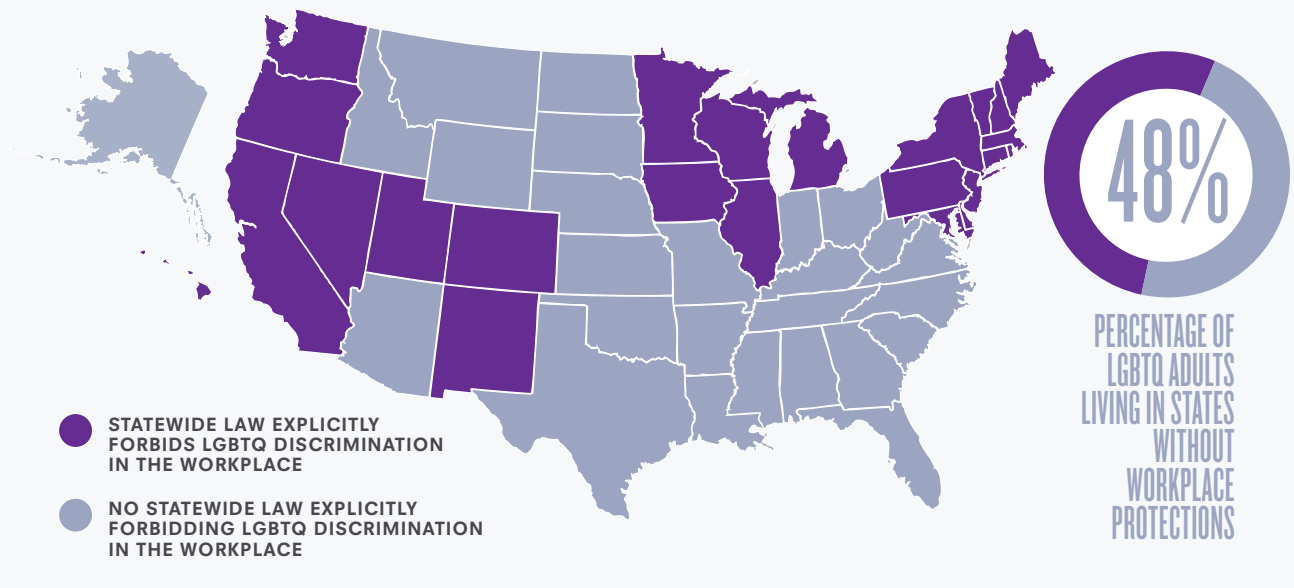 48%
PERCENTAGE OF
LGBTQ ADULTS
LIVING IN STATES
WITHOUT
WORKPLACE
PROTECTIONS
STATEWIDE LAW EXPLICITLY
FORBIDS LGBTQ DISCRIMINATION
IN THE WORKPLACE
NO STATEWIDE LAW EXPLICITLY
FORBIDDING LGBTQ DISCRIMINATION
IN THE WORKPLACE